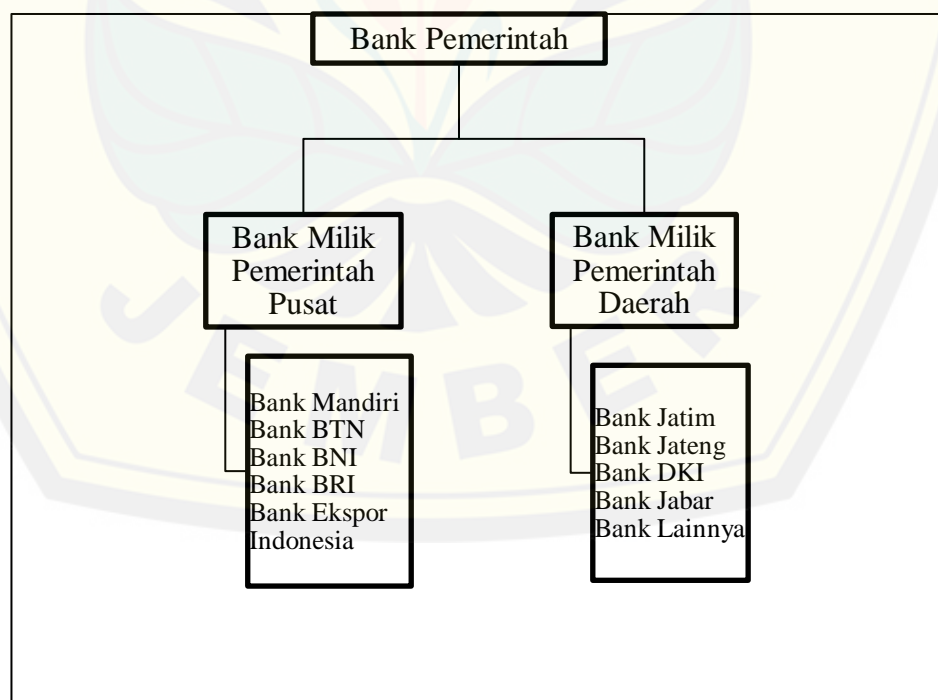 Bank Pemerintah
Bank Milik
Pemerintah
Pusat
Bank Milik
Pemerintah
Daerah
Bank Mandiri
Bank BTN
Bank BNI
Bank BRI
Bank Ekspor
Indonesia
Bank Jatim
Bank Jateng
Bank DKI
Bank Jabar
Bank Lainnya
JEMBER